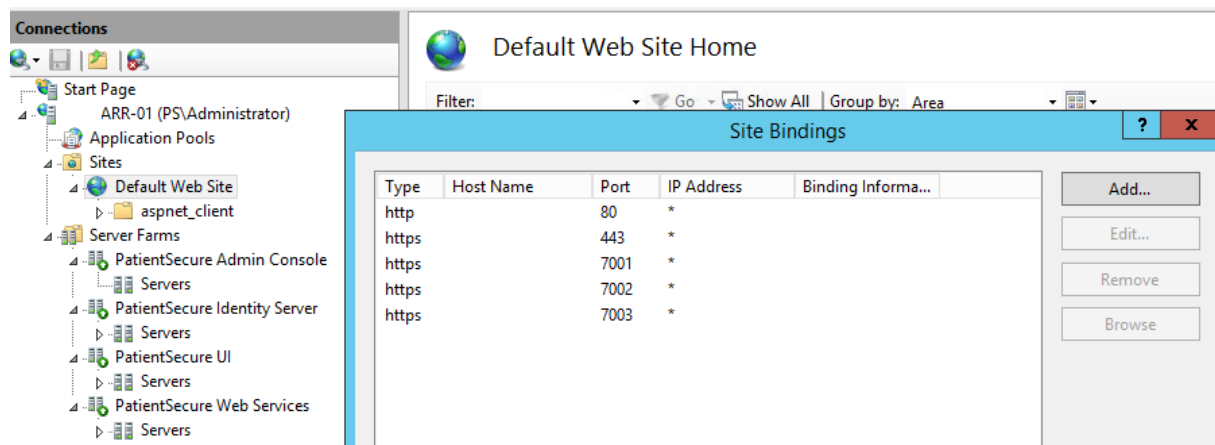 Connections
Start Page
ARR-01 (PS\Administrator)
Application Pools
Sites
Default Web Site
aspnet_client
Server Farms
PatientSecure Admin Console
Servers
PatientSecure Identity Server
Servers
PatientSecure UI
Servers
PatientSecure Web Services
Servers
Default Web Site Home
Filter: Go Show All Group by: Area
Site Bindings ? x
Type Host Name Port IP Address Binding Informa...
http 80 *
https 443 *
https 7001 *
https 7002 *
https 7003 *
Add...
Edit...
Remove
Browse